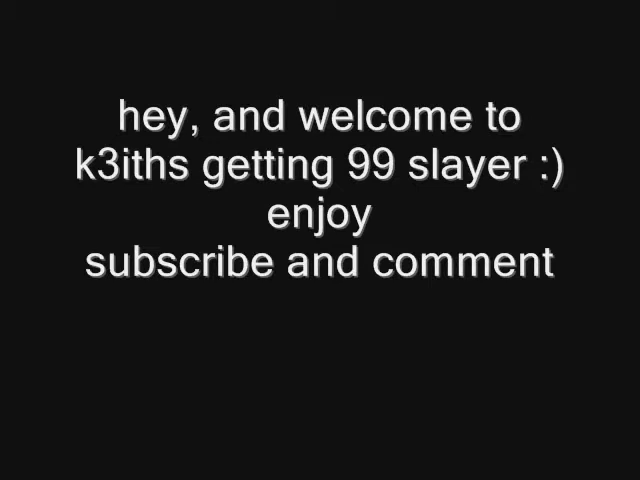 hey, and welcome to
k3iths getting 99 slayer :)
enjoy
subscribe and comment